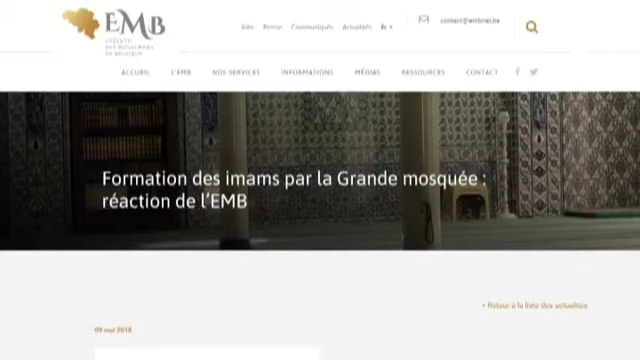 EMB
L'EXÉCUTIF
DES MUSULMANS
DE BELGIQUE
Jobs Presse Communiqués Actualités fr
contact@embnet.be
ACCUEIL L'EMB NOS SERVICES INFORMATIONS MÉDIAS RESSOURCES CONTACT
Formation des imams par la Grande mosquée :
réaction de l'EMB
« Retour à la liste des actualités
09 mai 2018